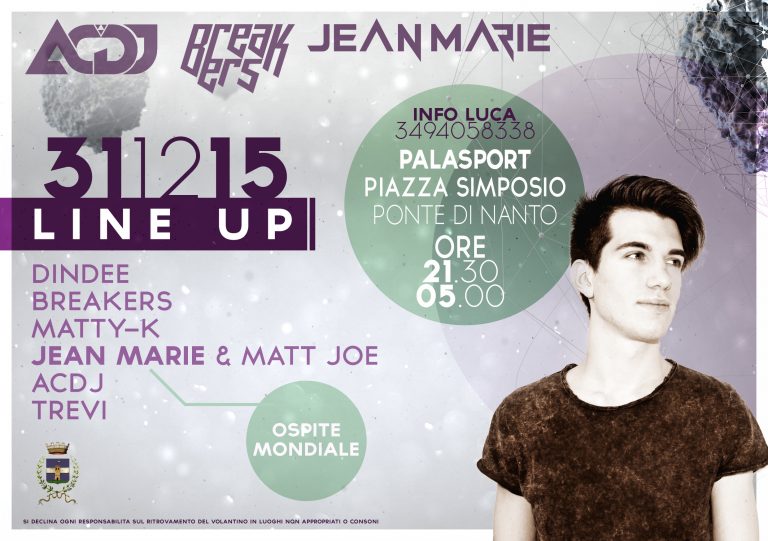 ACDJ
BreakERS
JEAN MARIE
311215
LINE UP
DINDEE
BREAKERS
MATTY-K
JEAN MARIE & MATT JOE
ACDJ
TREVI
INFO LUCA
3494058338
PALASPORT
PIAZZA SIMPOSIO
PONTE DI NANTO
ORE
21.30
05.00
OSPITE
MONDIALE
SI DECLINA OGNI RESPONSABILITA SUL RITROVAMENTO DEL VOLANTINO IN LUOGHI NON APPROPRIATI O CONSONI